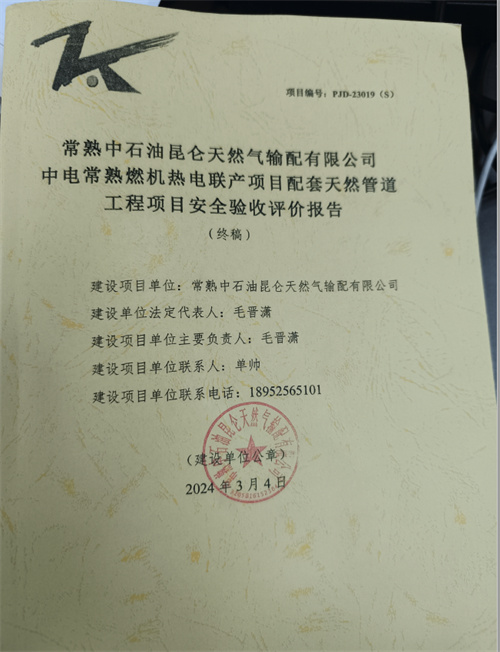 项目编号：PJD-23019（S）
常熟中石油昆仑天然气输配有限公司
中电常熟燃机热电联产项目配套天然管道
工程项目安全验收评价报告
（终稿）
建设项目单位：常熟中石油昆仑天然气输配有限公司
建设单位法定代表人：毛晋潇
建设项目单位主要负责人：毛晋潇
建设项目单位联系人：单帅
建设项目单位联系电话：18952565101
（建设单位公章）
2024 年 3 月 4 日